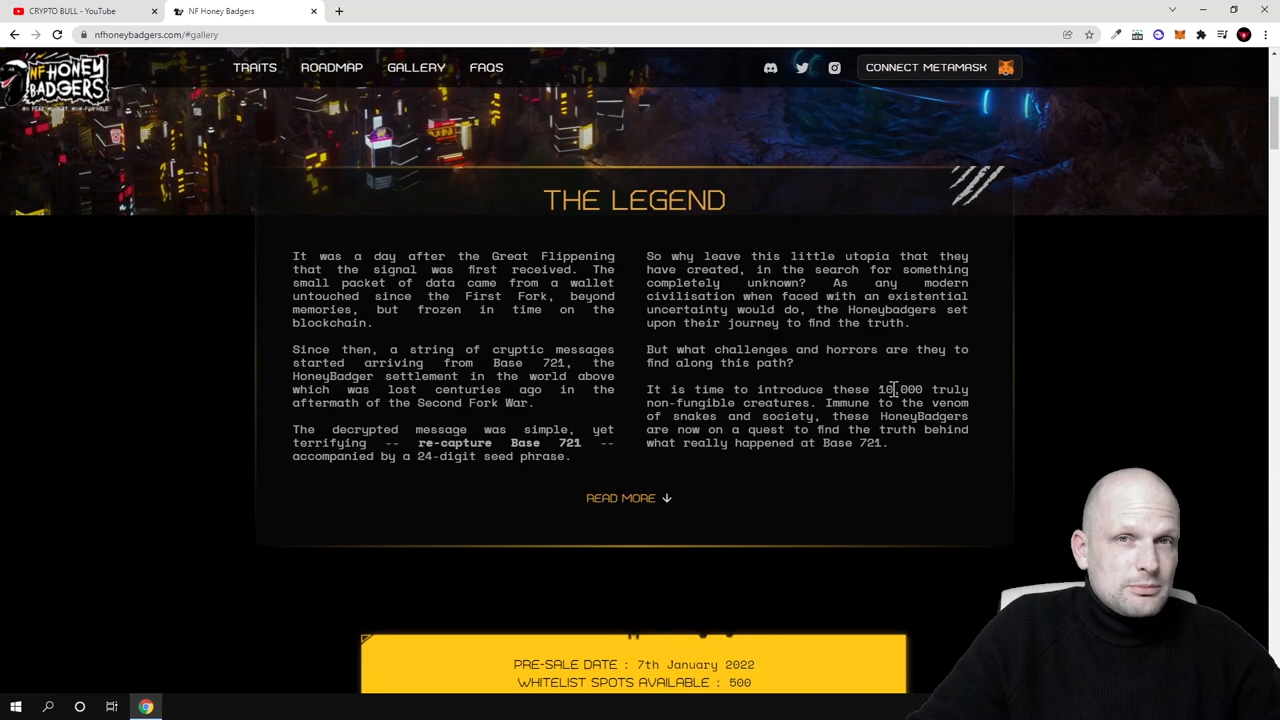 CRYPTO BULL - YouTube
NF Honey Badgers
nfhoneybadgers.com/#gallery
NF HONEY
BADGERS
TRAITS
ROADMAP
GALLERY
FAQS
CONNECT METAMASK
THE LEGEND
It was a day after the Great Flippening
that the signal was first received. The
small packet of data came from a wallet
untouched since the First Fork, beyond
memories, but frozen in time on the
blockchain.
Since then, a string of cryptic messages
started arriving from Base 721, the
HoneyBadger settlement in the world above
which was lost centuries ago in the
aftermath of the Second Fork War.
The decrypted message was simple, yet
terrifying -- re-capture Base 721 --
accompanied by a 24-digit seed phrase.
So why leave this little utopia that they
have created, in the search for something
completely unknown? As any modern
civilisation when faced with an existential
uncertainty would do, the Honeybadgers set
upon their journey to find the truth.
But what challenges and horrors are they to
find along this path?
It is time to introduce these 10,000 truly
non-fungible creatures. Immune to the venom
of snakes and society, these HoneyBadgers
are now on a quest to find the truth behind
what really happened at Base 721.
READ MORE
PRE-SALE DATE : 7th January 2022
WHITELIST SPOTS AVAILABLE : 500